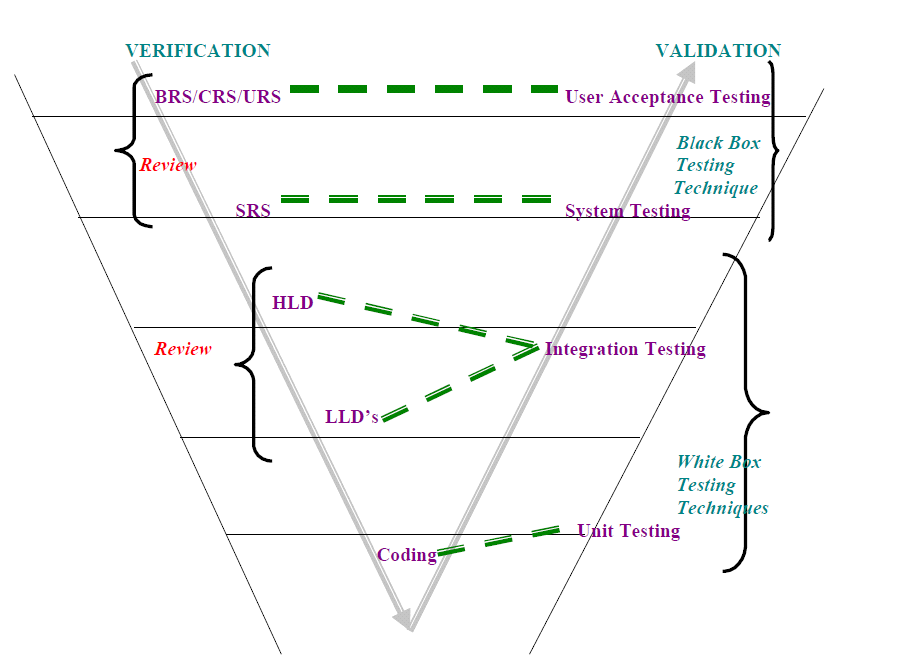 VERIFICATION
VALIDATION
BRS/CRS/URS
User Acceptance Testing
Black Box
Testing
Technique
Review
SRS
System Testing
HLD
Review
Integration Testing
LLD’s
White Box
Testing
Techniques
Unit Testing
Coding